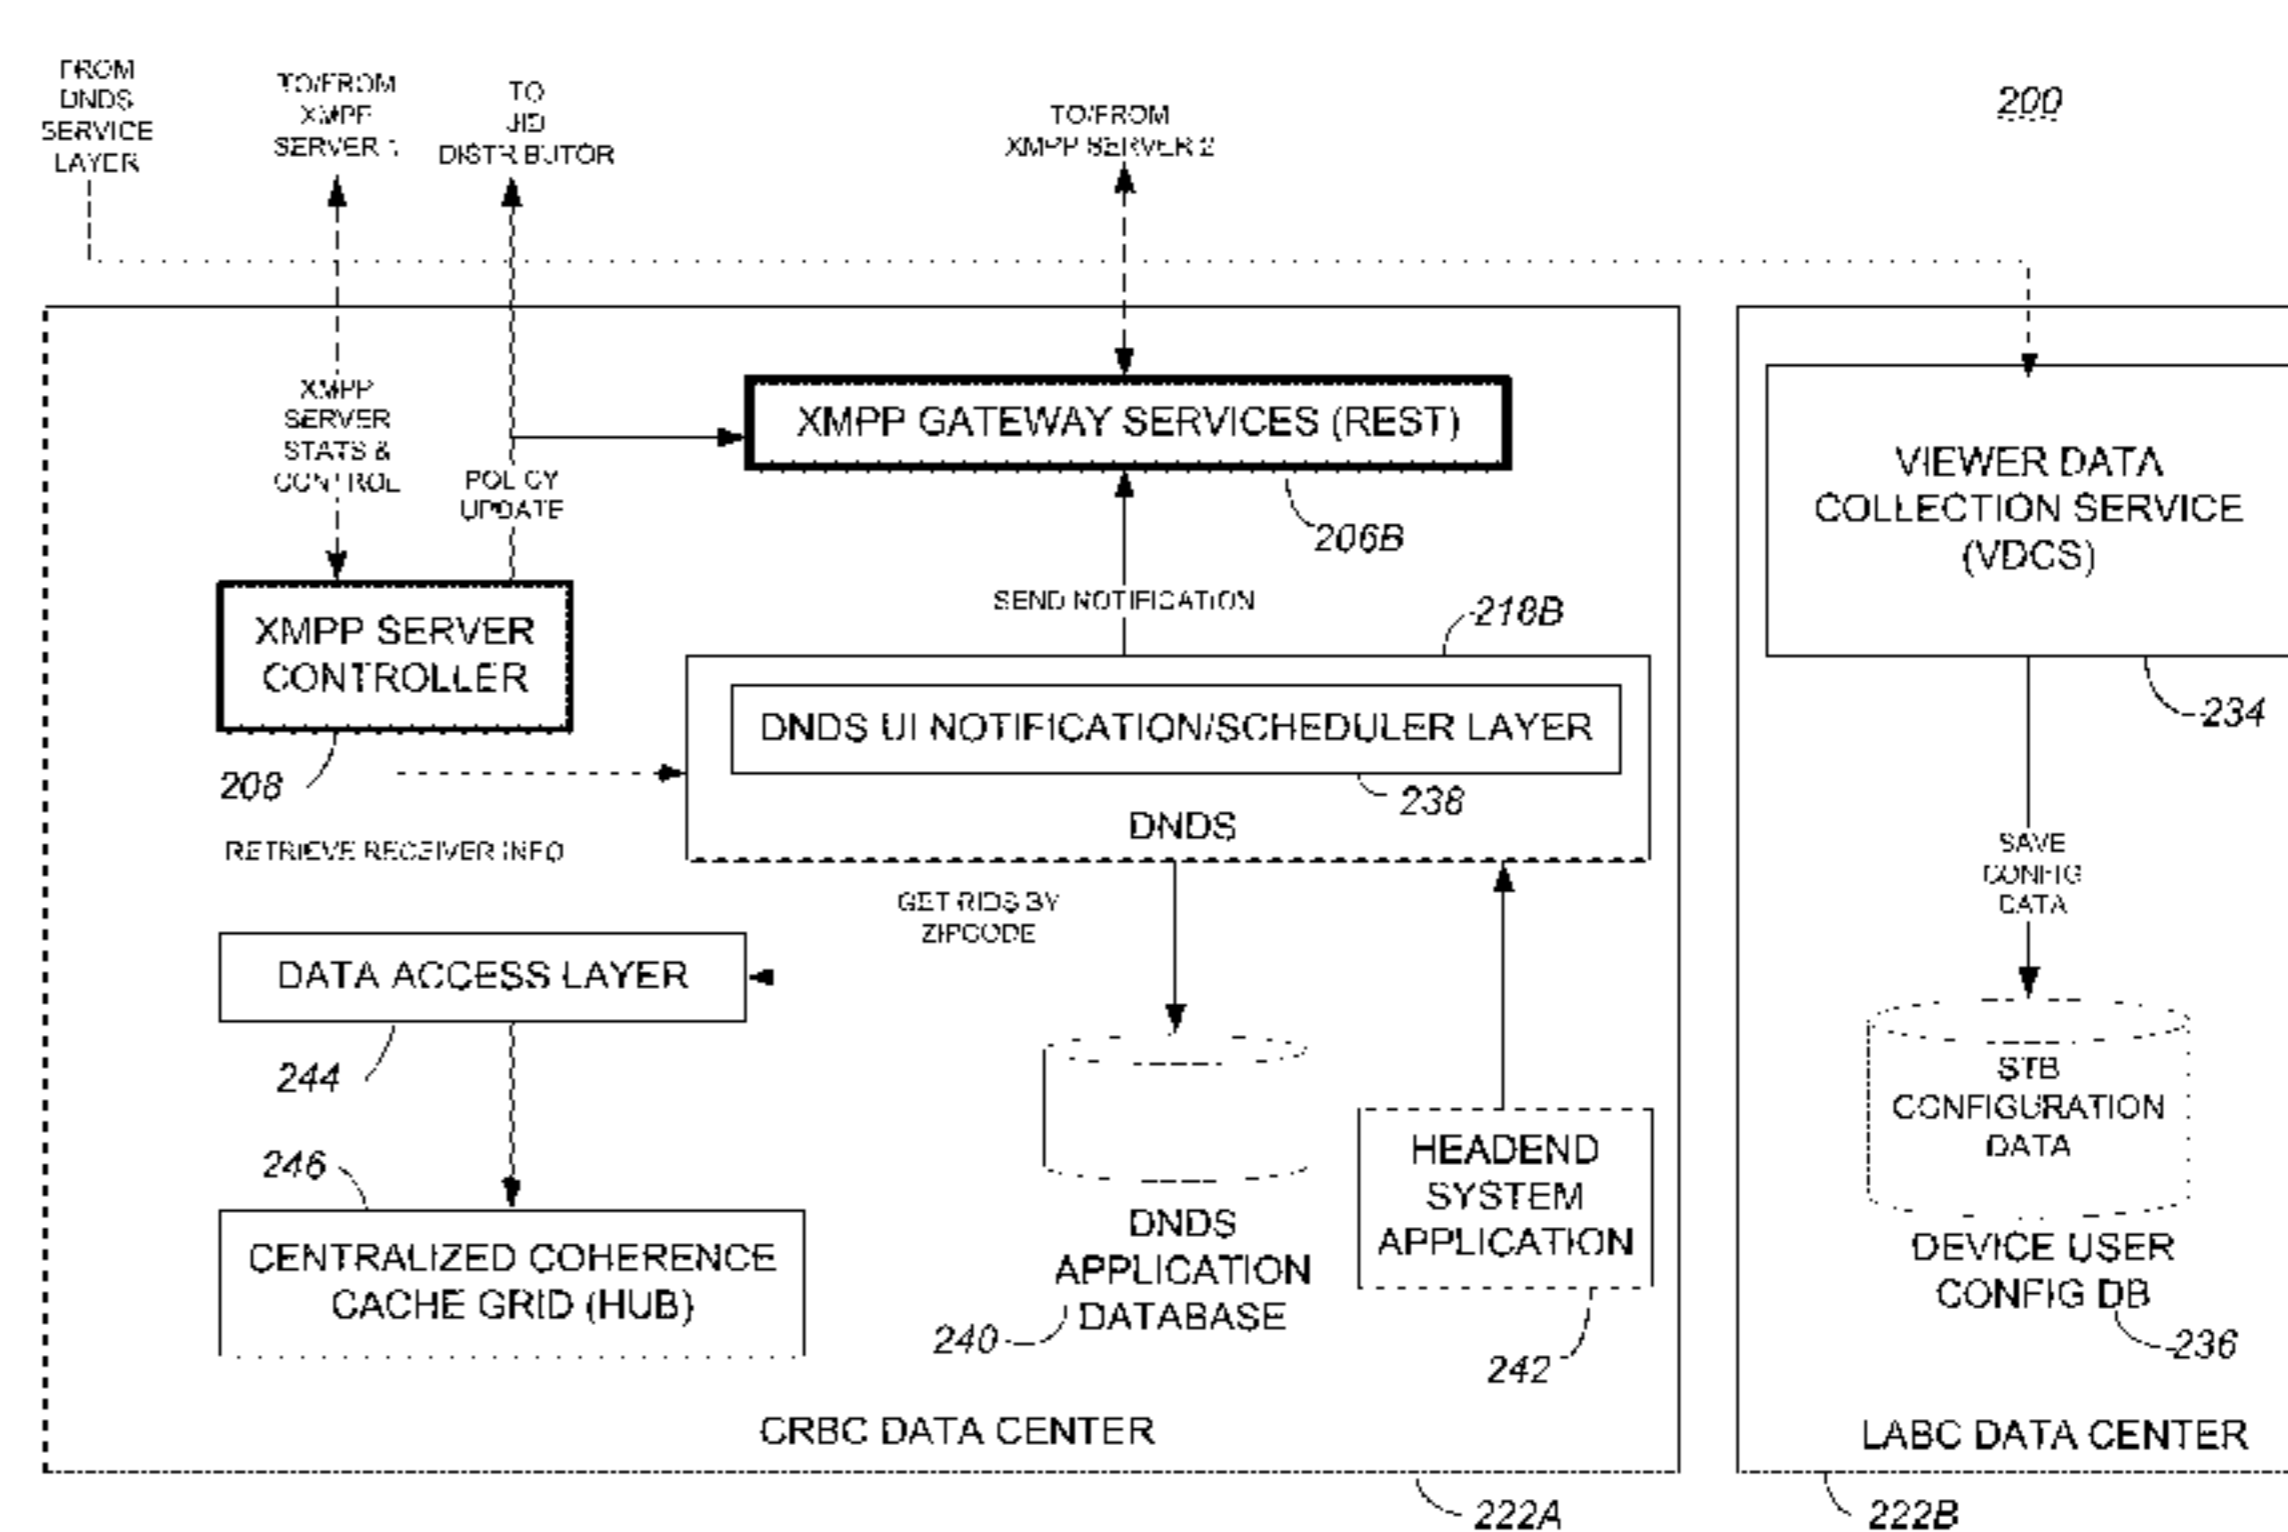 FROM
DNDS
SERVICE
LAYER
TO/FROM
XMPP
SERVER 1
TO
JID
DISTRIBUTOR
TO/FROM
XMPP SERVER 2
200
XMPP
SERVER
STATS &
CONTROL
POLICY
UPDATE
XMPP GATEWAY SERVICES (REST)
206B
VIEWER DATA
COLLECTION SERVICE
(VDCS)
234
XMPP SERVER
CONTROLLER
208
SEND NOTIFICATION
218B
DNDS UI NOTIFICATION/SCHEDULER LAYER
238
DNDS
RETRIEVE RECEIVER INFO
GET RIDS BY
ZIPCODE
SAVE
CONFIG
DATA
DATA ACCESS LAYER
244
246
CENTRALIZED COHERENCE
CACHE GRID (HUB)
DNDS
APPLICATION
DATABASE
240
HEADEND
SYSTEM
APPLICATION
242
STB
CONFIGURATION
DATA
DEVICE USER
CONFIG DB
236
CRBC DATA CENTER
222A
LABC DATA CENTER
222B